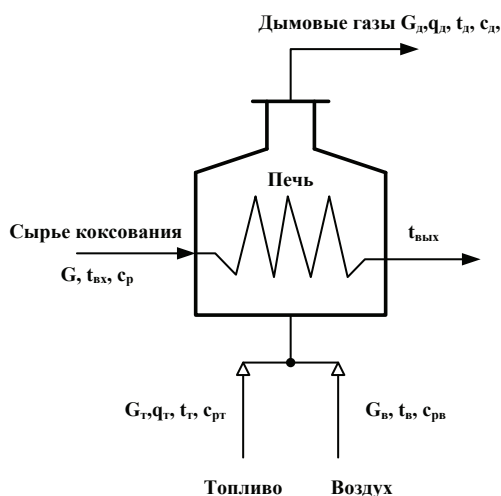 Дымовые газы Gд,qд, tд, cд,
Печь
Сырье коксования
tвых
G, tвх, cр
Gт,qт, tт, cрт
Gв, tв, cрв
Топливо
Воздух